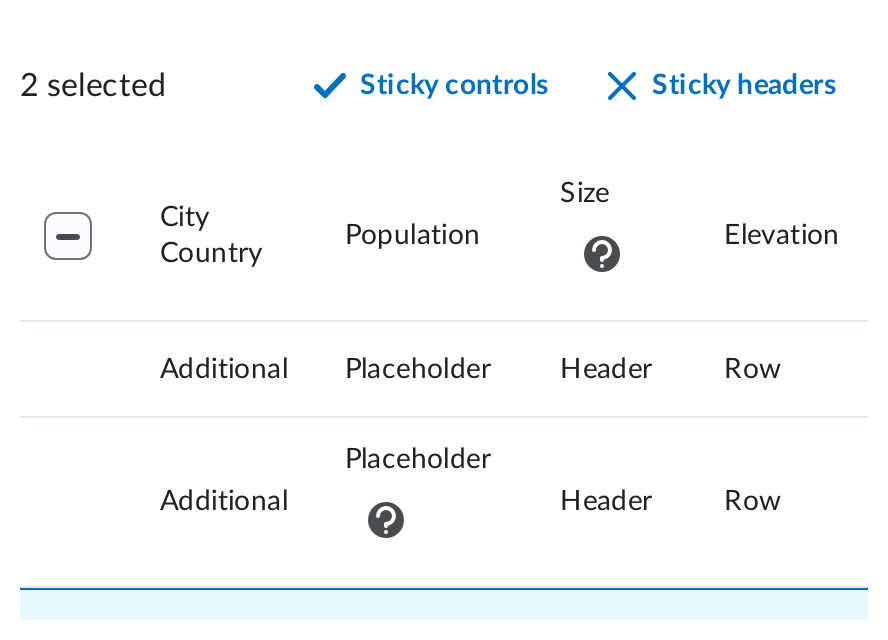 2 selected
Sticky controls
Sticky headers
City
Country
Population
Size
Elevation
Additional
Placeholder
Header
Row
Additional
Placeholder
Header
Row